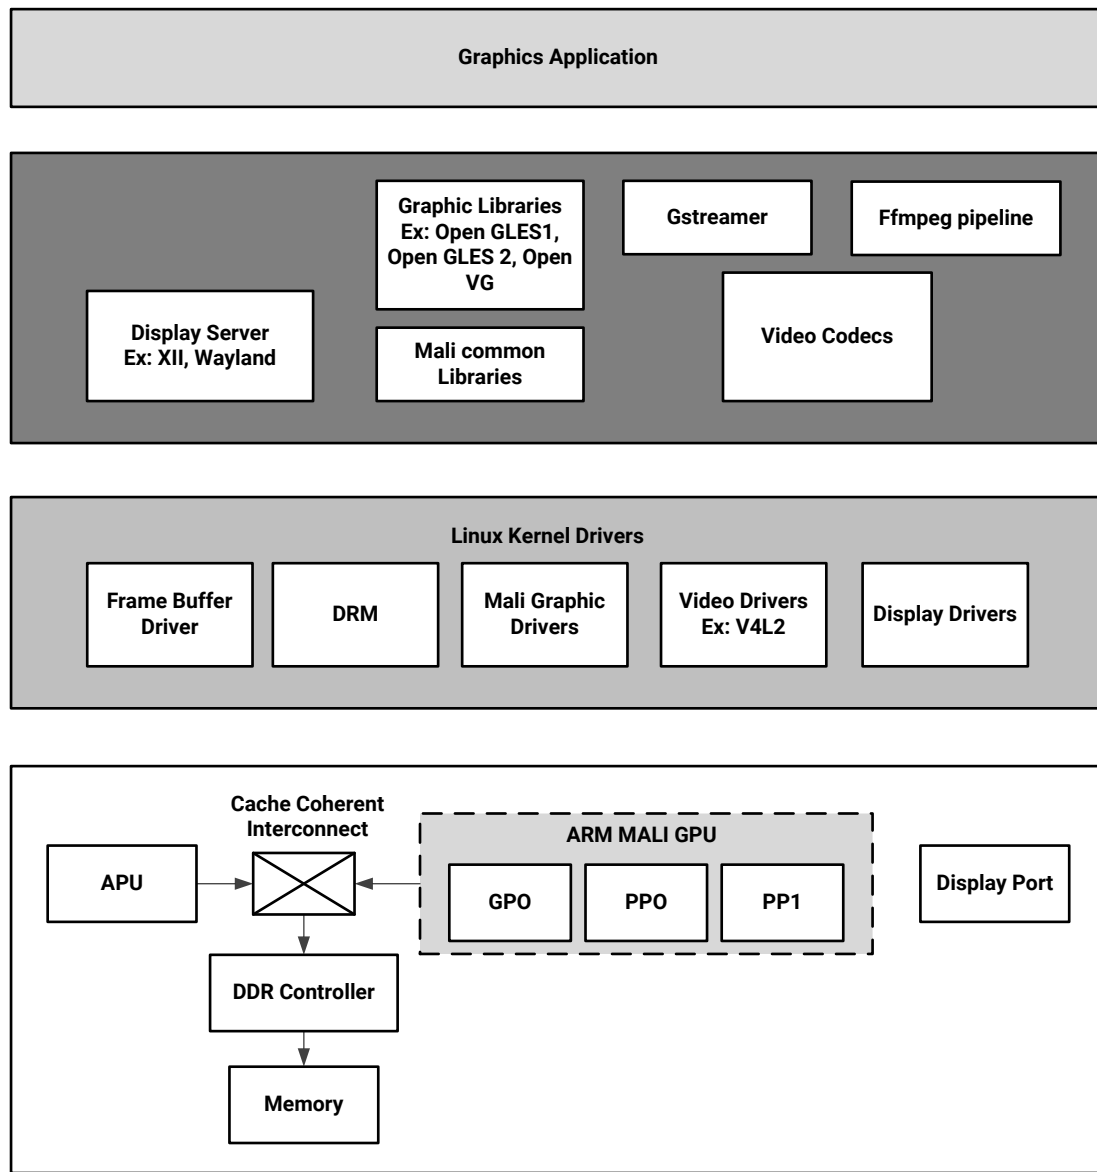 Graphics Application
Graphic Libraries
Ex: Open GLES1,
Open GLES 2, Open
VG
Gstreamer
Ffmpeg pipeline
Display Server
Ex: XII, Wayland
Mali common
Libraries
Video Codecs
Linux Kernel Drivers
Frame Buffer
Driver
DRM
Mali Graphic
Drivers
Video Drivers
Ex: V4L2
Display Drivers
Cache Coherent
Interconnect
ARM MALI GPU
APU
GPO
PPO
PP1
Display Port
DDR Controller
Memory